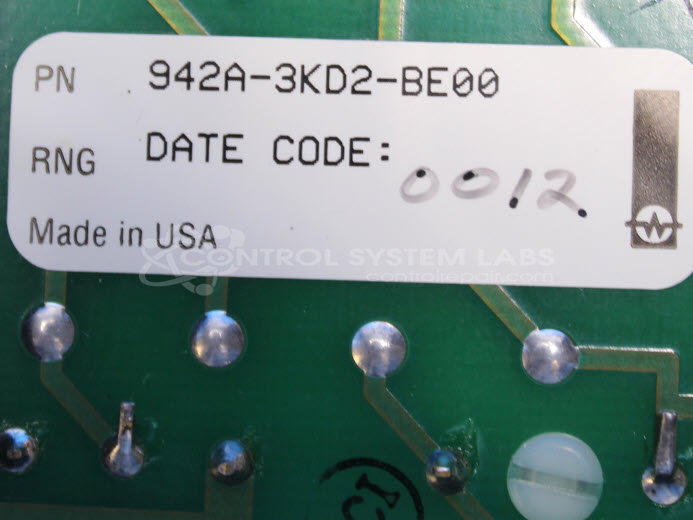 PN 942A-3KD2-BE00
RNG DATE CODE: 0012
Made in USA
CONTROL SYSTEM LABS
controlrepair.com